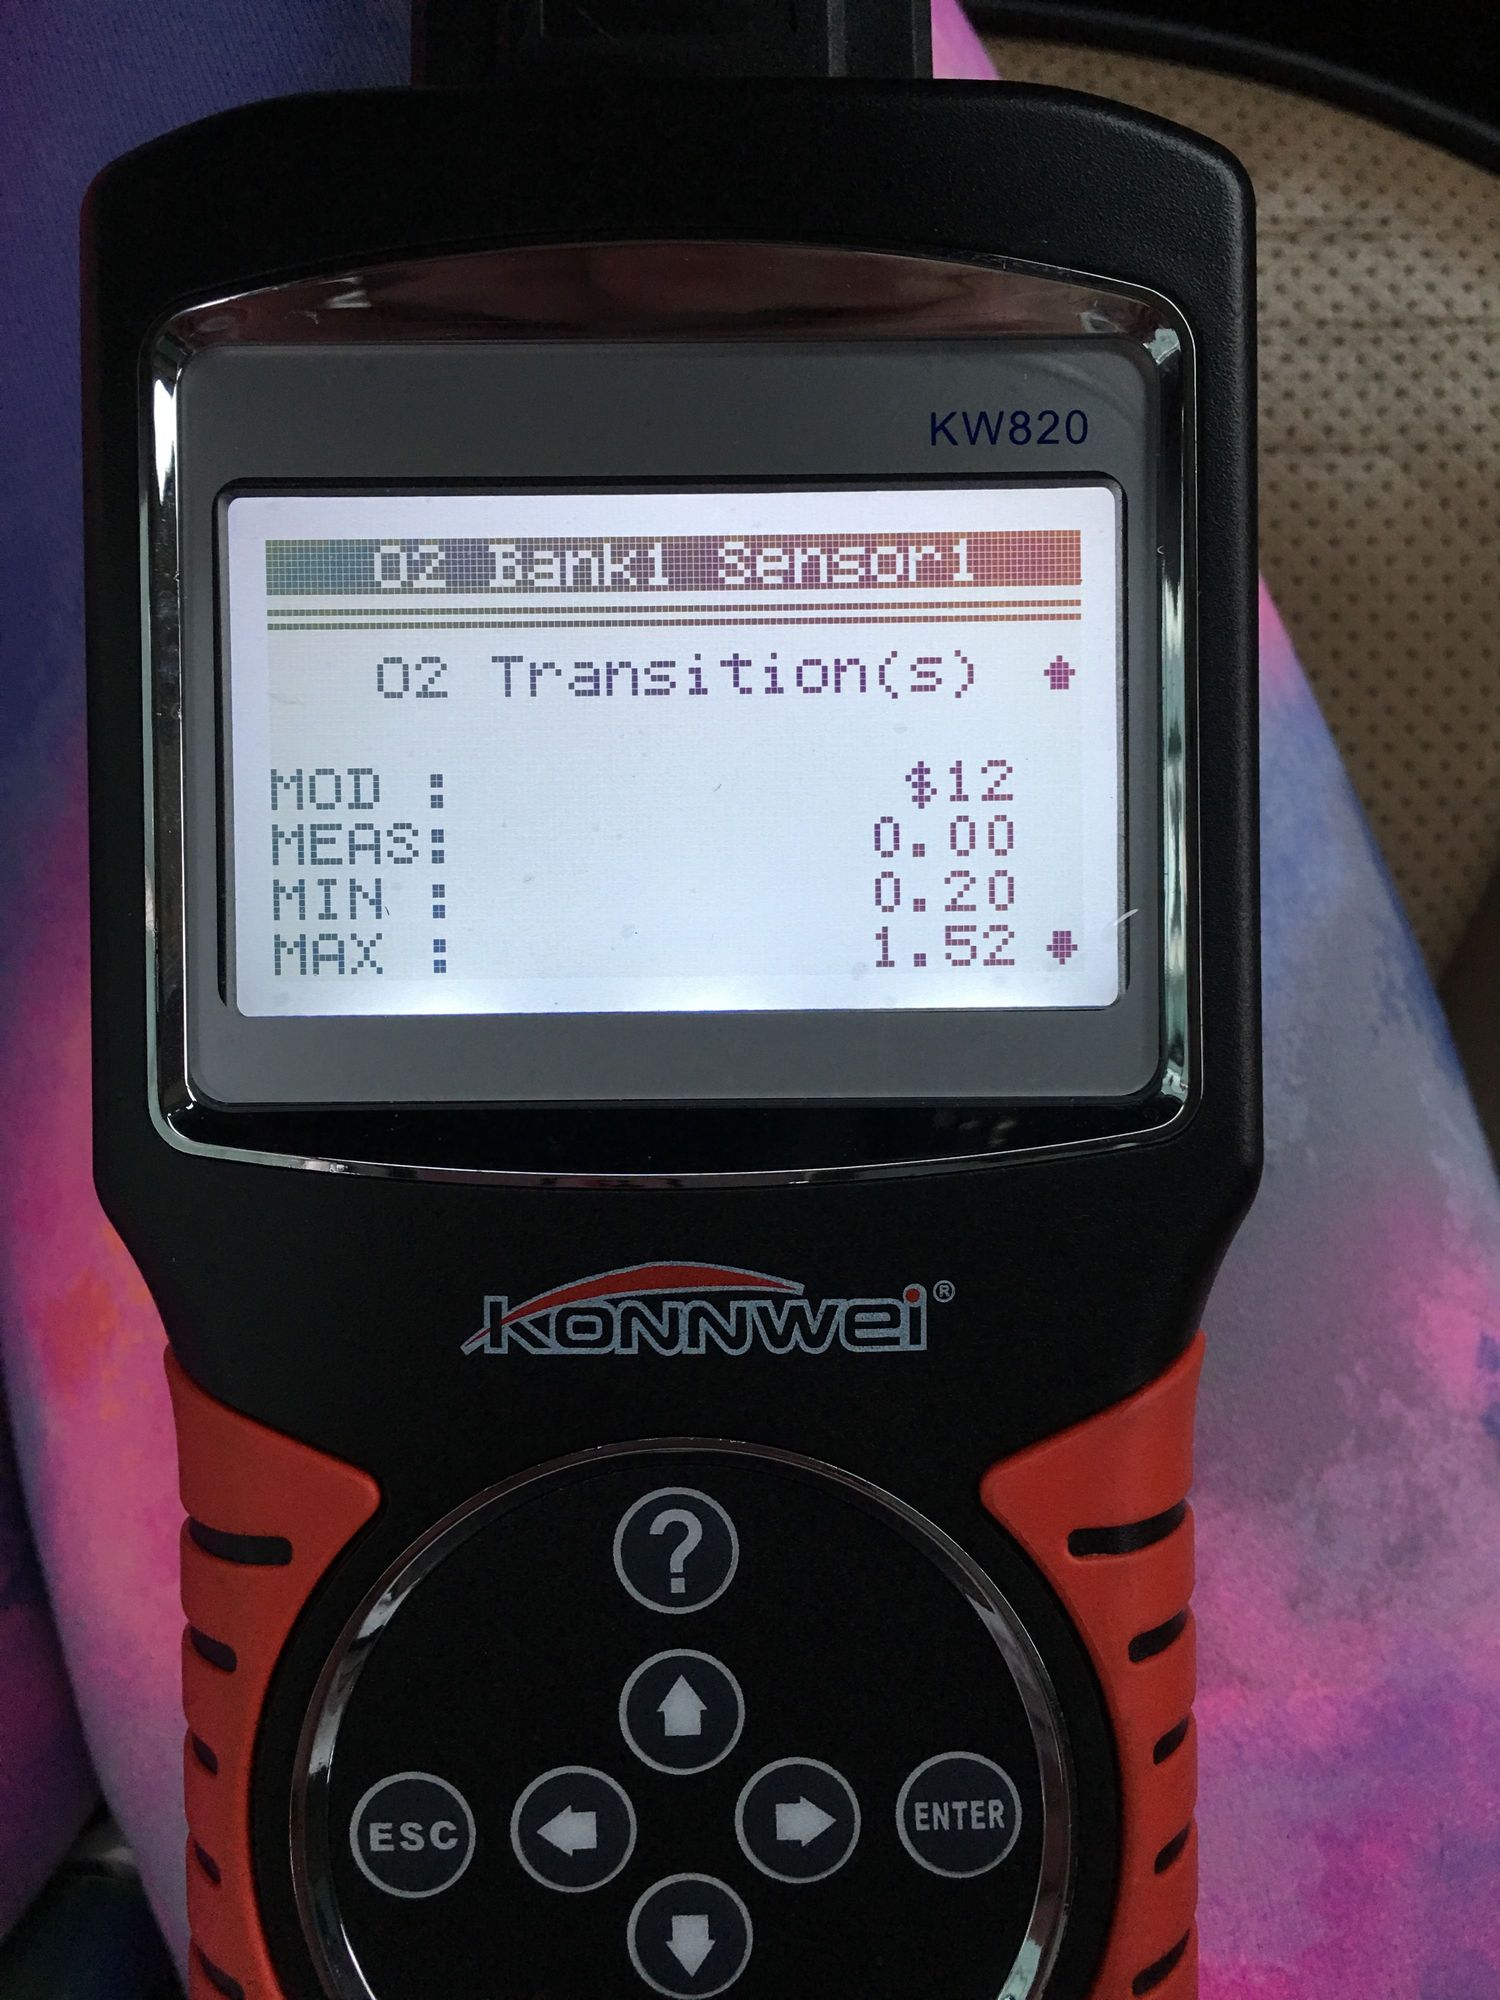 KW820
O2 Bank1 Sensor1
O2 Transition(s)
MOD : $12
MEAS: 0.00
MIN : 0.20
MAX : 1.52
KONNWEI®
?
ESC
ENTER